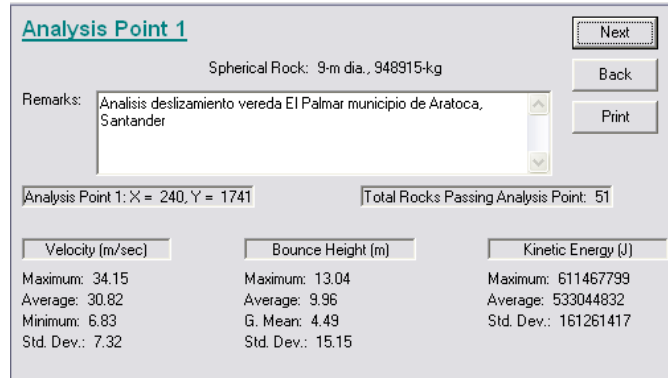 Analysis Point 1
Next
Spherical Rock: 9-m dia., 948915-kg
Back
Remarks:
Analisis deslizamiento vereda El Palmar municipio de Aratoca,
Santander
Print
Analysis Point 1: X = 240, Y = 1741
Total Rocks Passing Analysis Point: 51
Velocity (m/sec)
Maximum: 34.15
Average: 30.82
Minimum: 6.83
Std. Dev.: 7.32
Bounce Height (m)
Maximum: 13.04
Average: 9.96
G. Mean: 4.49
Std. Dev.: 15.15
Kinetic Energy (J)
Maximum: 611467799
Average: 533044832
Std. Dev.: 161261417